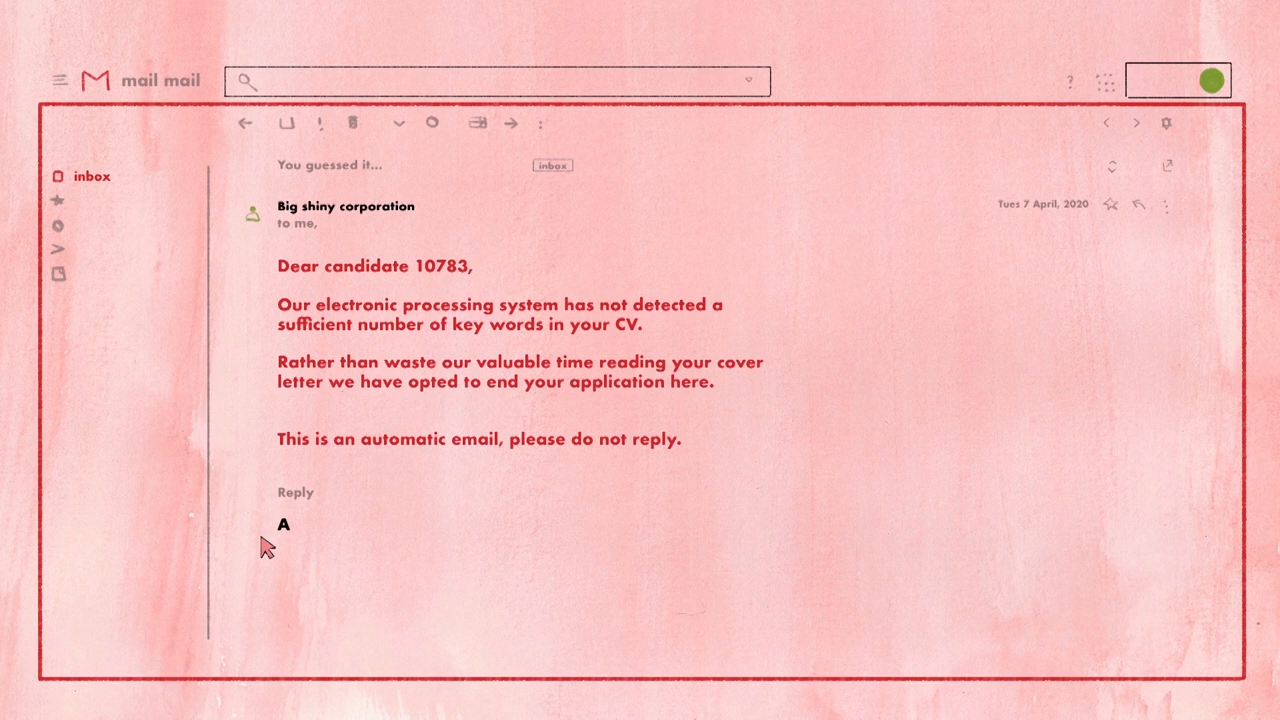 mail mail
?
You guessed it...
inbox
inbox
Big shiny corporation
Tues 7 April, 2020
to me,
Dear candidate 10783,
Our electronic processing system has not detected a
sufficient number of key words in your CV.
Rather than waste our valuable time reading your cover
letter we have opted to end your application here.
This is an automatic email, please do not reply.
Reply
A